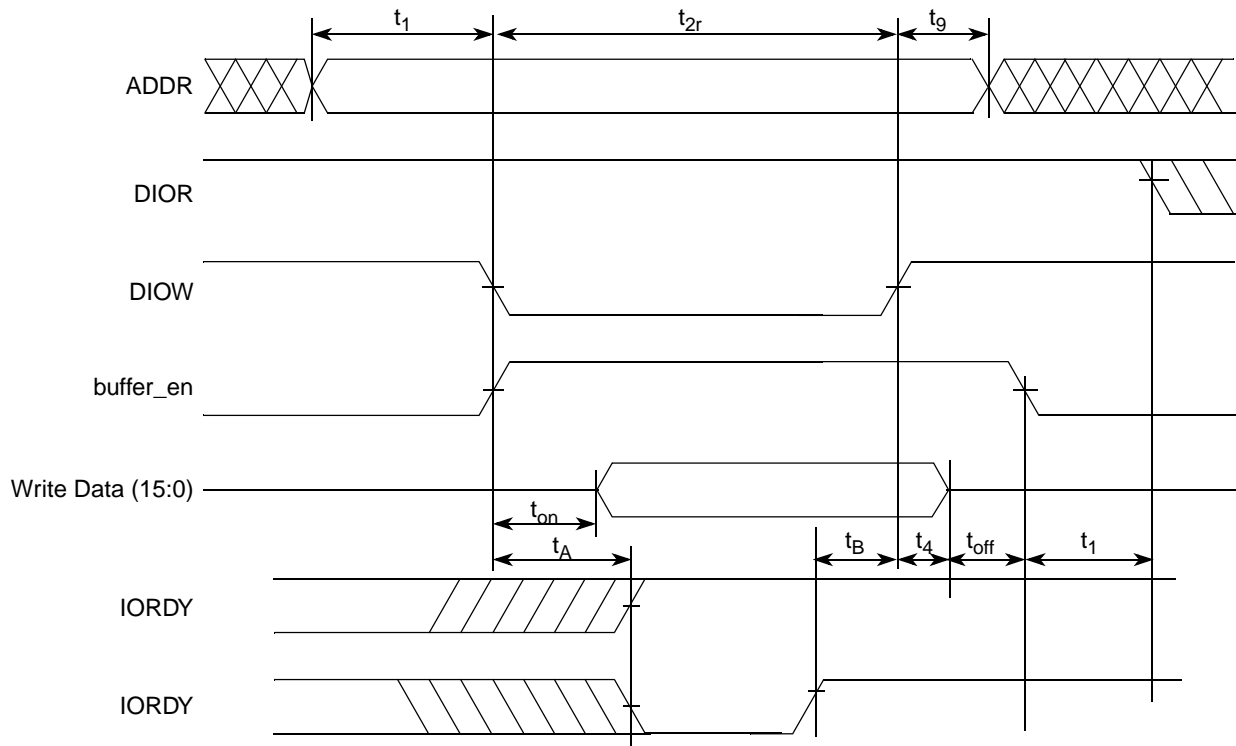 t1 t2r t9
ADDR
DIOR
DIOW
buffer_en
Write Data (15:0)
ton
tA tB t4 toff t1
IORDY
IORDY